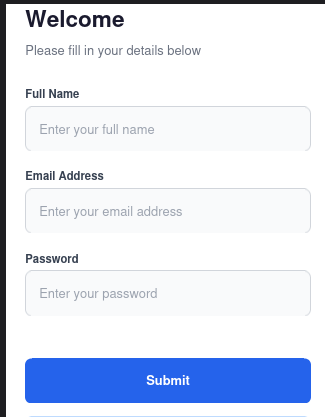 Welcome
Please fill in your details below
Full Name
Enter your full name
Email Address
Enter your email address
Password
Enter your password
Submit